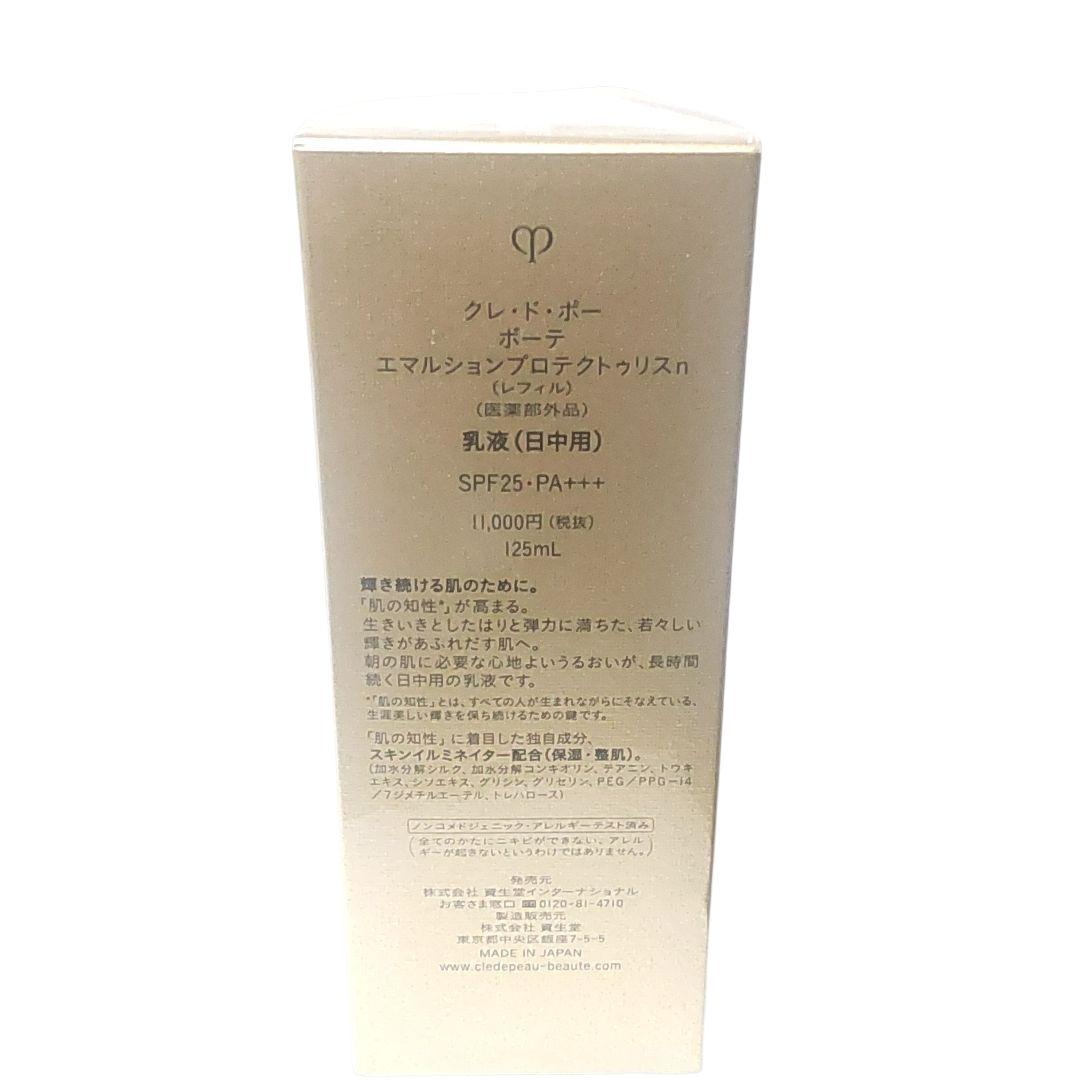 クレ・ド・ポー
ボーテ
エマルションプロテクトゥリスn
(レフィル)
(医薬部外品)
乳液(日中用)
SPF25・PA+++
11,000円(税抜)
125mL
輝き続ける肌のために。
「肌の知性*」が高まる。
生きいきとしたはりと弾力に満ちた、若々しい
輝きがあふれだす肌へ。
朝の肌に必要な心地よいうるおいが、長時間
続く日中用の乳液です。
*「肌の知性」とは、すべての人が生まれながらにそなえている、
生涯美しい輝きを保ち続けるための鍵です。
「肌の知性」に着目した独自成分、
スキンイルミネイター配合(保湿・整肌)。
(加水分解シルク、加水分解コンキオリン、テアニン、トウキ
エキス、シソエキス、グリシン、グリセリン、PEG/PPG-14
/7ジメチルエーテル、トレハロース)
ノンコメドジェニック・アレルギーテスト済み
(全てのかたにニキビができない、アレル
ギーが起きないというわけではありません。)
発売元
株式会社 資生堂インターナショナル
お客さま窓口 0120-81-4710
製造販売元
株式会社 資生堂
東京都中央区銀座7-5-5
MADE IN JAPAN
www.cledepeau-beaute.com